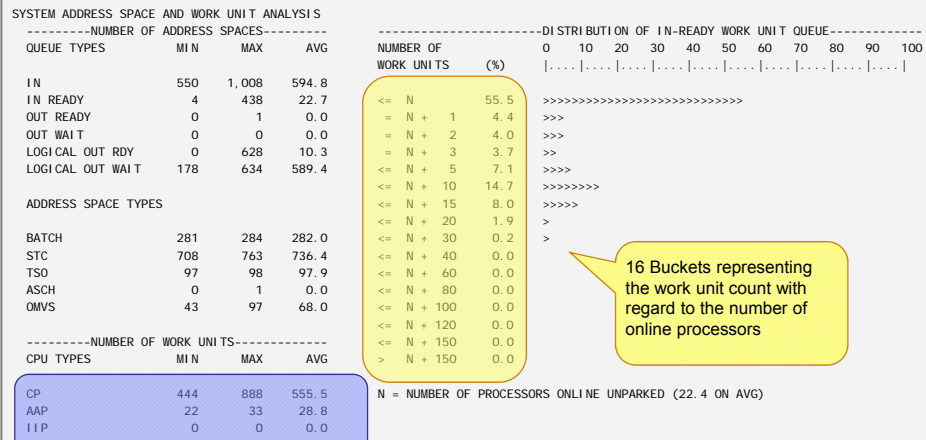 SYSTEM ADDRESS SPACE AND WORK UNIT ANALYSIS
---------NUMBER OF ADDRESS SPACES---------
QUEUE TYPES MIN MAX AVG
IN 550 1,008 594.8
IN READY 4 438 22.7
OUT READY 0 1 0.0
OUT WAIT 0 0 0.0
LOGICAL OUT RDY 0 628 10.3
LOGICAL OUT WAIT 178 634 589.4
ADDRESS SPACE TYPES
BATCH 281 284 282.0
STC 708 763 736.4
TSO 97 98 97.9
ASCH 0 1 0.0
OMVS 43 97 68.0
---------NUMBER OF WORK UNITS-------------
CPU TYPES MIN MAX AVG
CP 444 888 555.5
AAP 22 33 28.8
IIP 0 0 0.0
-----------------------DISTRIBUTION OF IN-READY WORK UNIT QUEUE-------------
NUMBER OF 0 10 20 30 40 50 60 70 80 90 100
WORK UNITS (%) |....|....|....|....|....|....|....|....|....|....|
<= N 55.5 >>>>>>>>>>>>>>>>>>>>>>>>>>>>
= N + 1 4.4 >>>
= N + 2 4.0 >>>
= N + 3 3.7 >>
<= N + 5 7.1 >>>>
<= N + 10 14.7 >>>>>>>>
<= N + 15 8.0 >>>>>
<= N + 20 1.9 >
<= N + 30 0.2 >
<= N + 40 0.0
<= N + 60 0.0
<= N + 80 0.0
<= N + 100 0.0
<= N + 120 0.0
<= N + 150 0.0
> N + 150 0.0
N = NUMBER OF PROCESSORS ONLINE UNPARKED (22.4 ON AVG)
16 Buckets representing
the work unit count with
regard to the number of
online processors